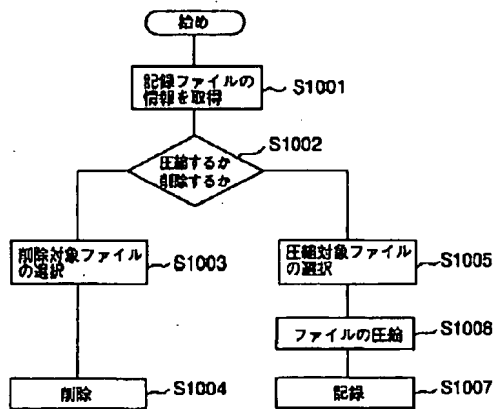 始め
記録ファイルの
情報を取得
S1001
圧縮するか
削除するか
S1002
削除対象ファイル
の選択
S1003
圧縮対象ファイル
の選択
S1005
ファイルの圧縮
S1006
削除
S1004
記録
S1007